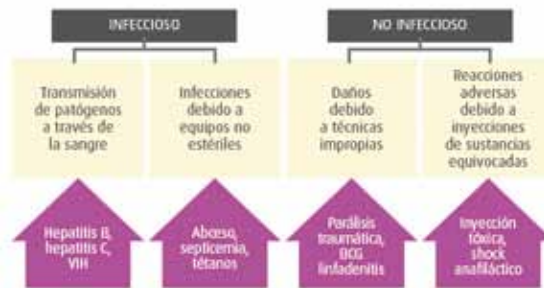 INFECCIOSO
NO INFECCIOSO
Transmisión
de patógenos
a través de
la sangre
Infecciones
debido a
equipos no
estériles
Daños
debido
a técnicas
impropias
Reacciones
adversas
debido a
inyecciones
de sustancias
equivocadas
Hepatitis B,
hepatitis C,
VIH
Abceso,
septicemia,
tétanos
Parálisis
traumática,
BCG
linfadenitis
Inyección
tóxica,
shock
anafiláctico